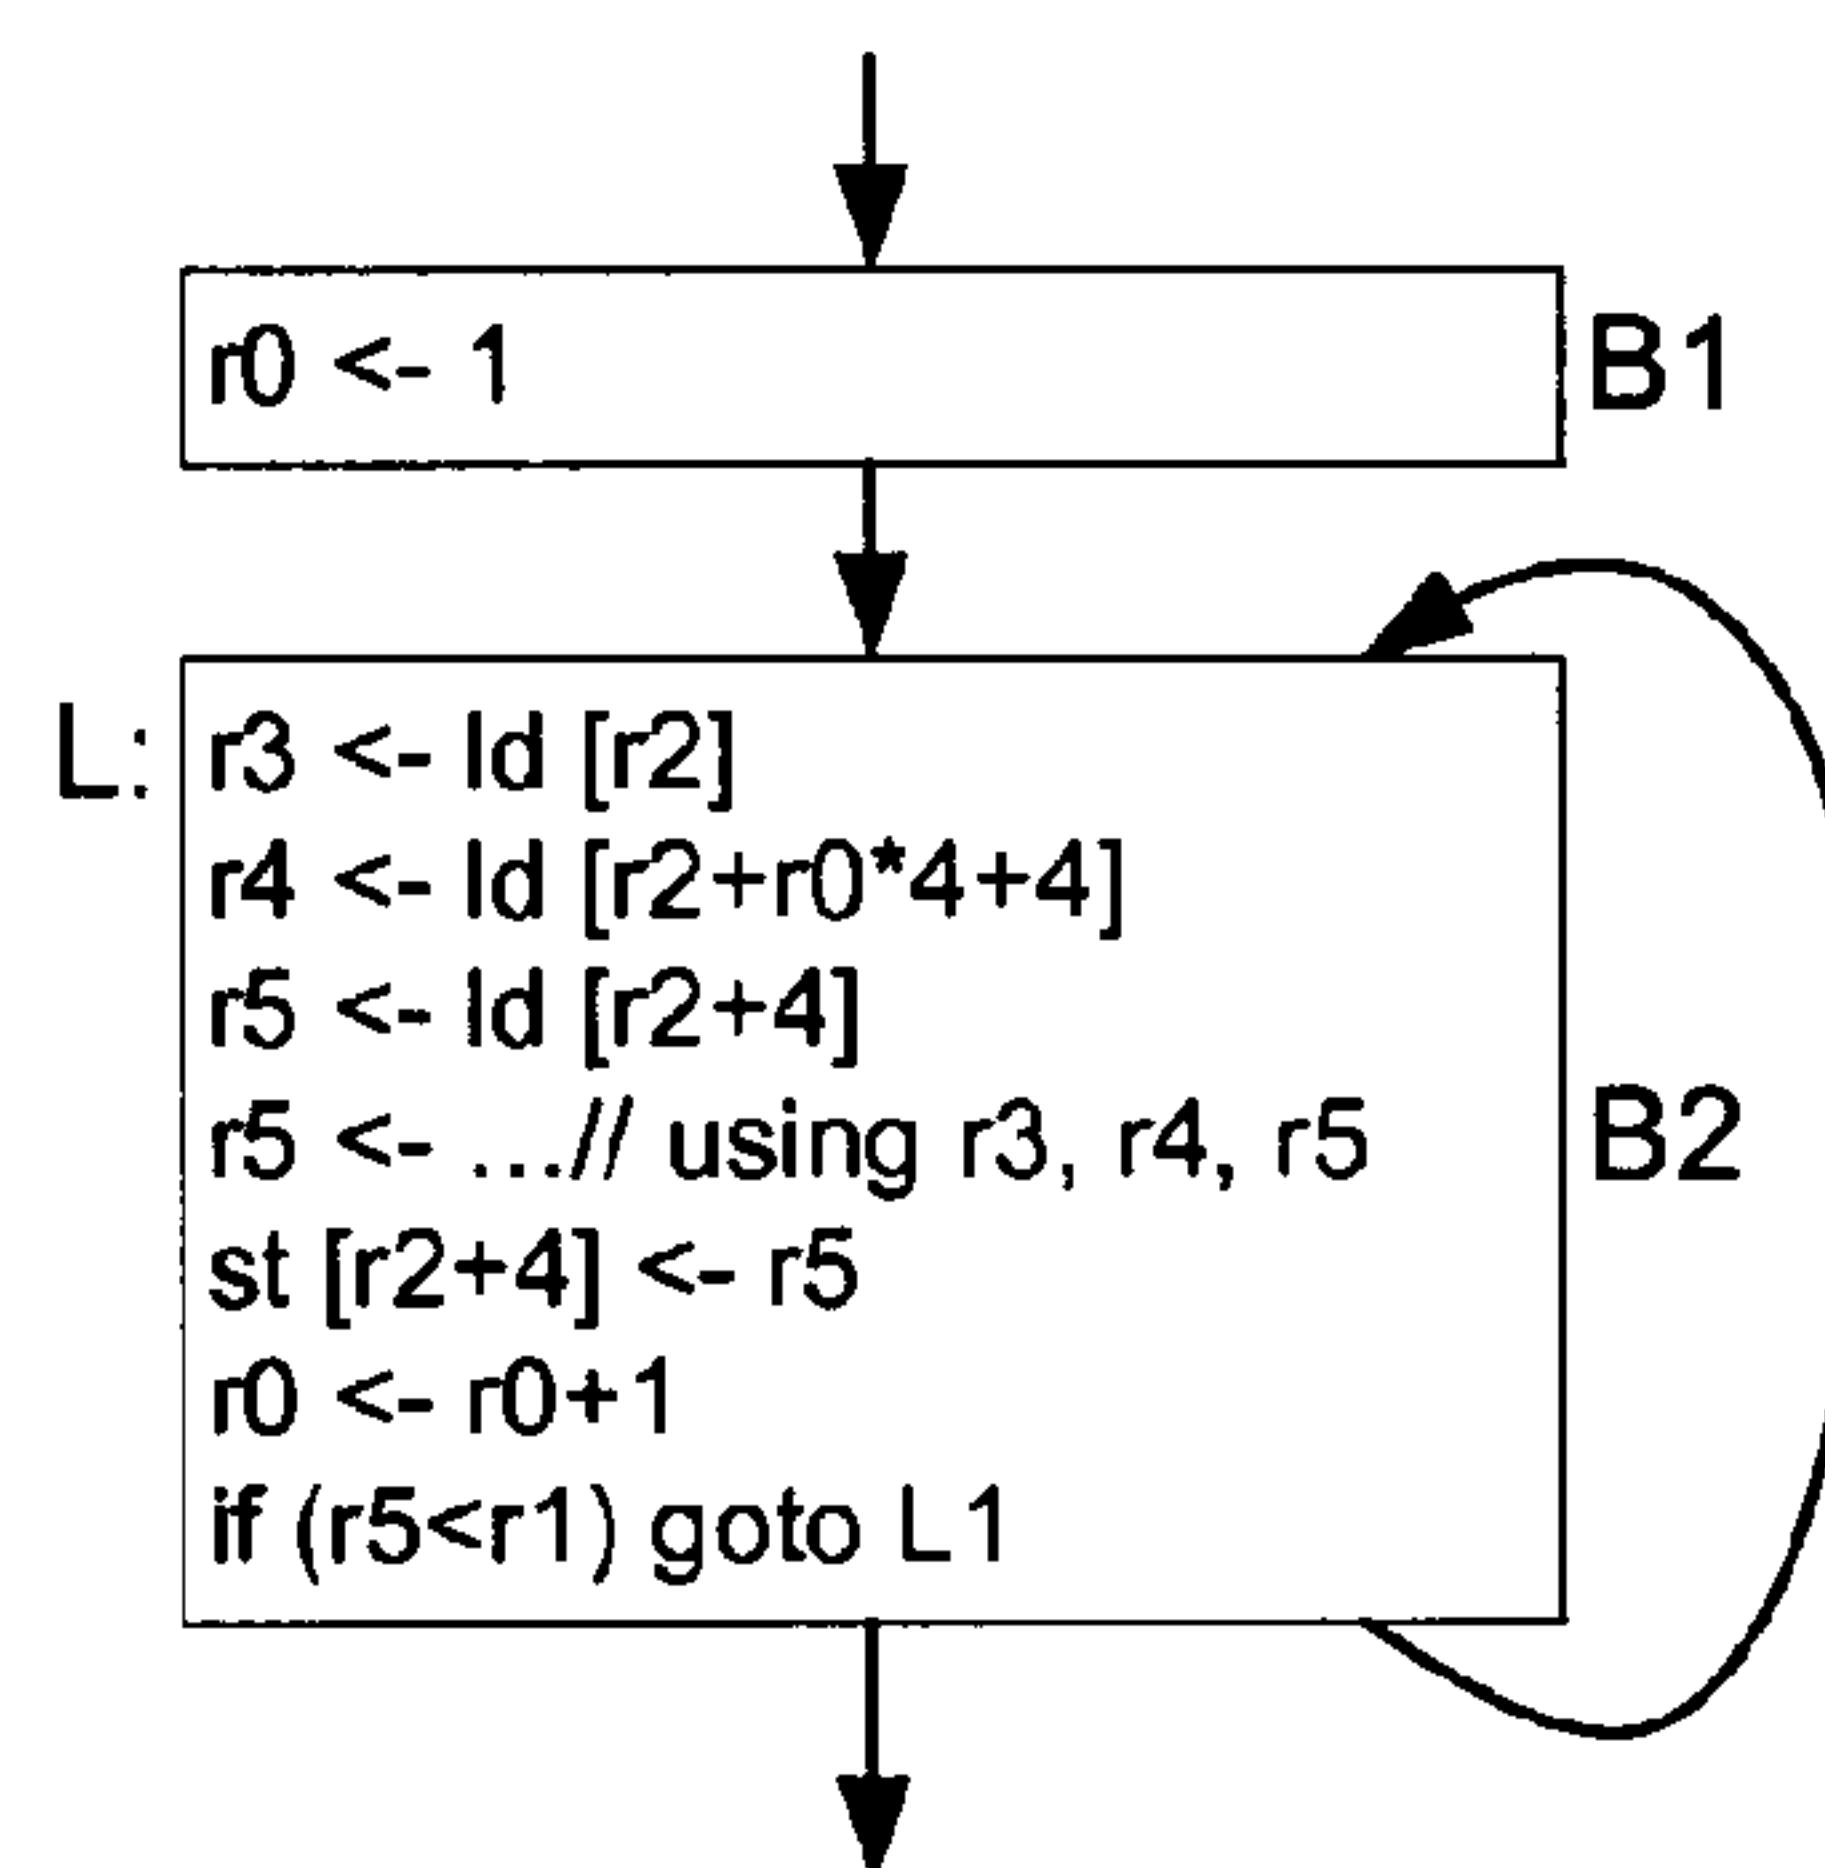 r0 <- 1
B1
L:
r3 <- ld [r2]
r4 <- ld [r2+r0*4+4]
r5 <- ld [r2+4]
r5 <- ...// using r3, r4, r5
B2
st [r2+4] <- r5
r0 <- r0+1
if (r5<r1) goto L1